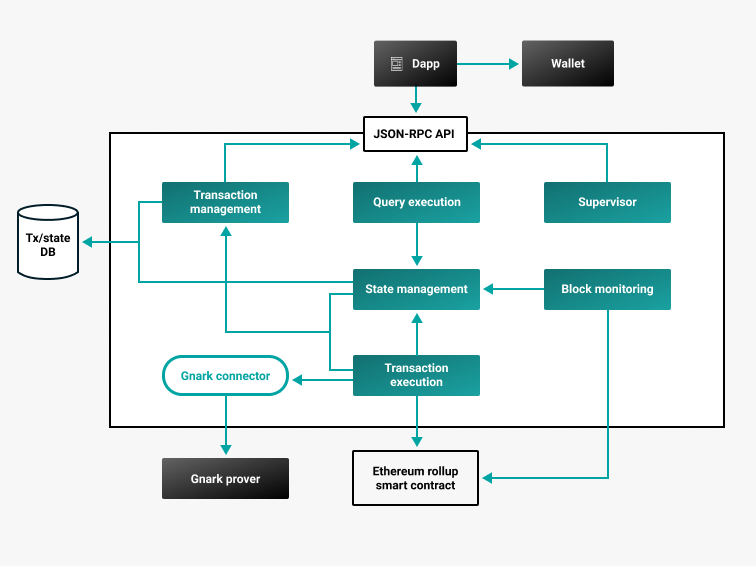 Dapp
Wallet
JSON-RPC API
Transaction
management
Query execution
Supervisor
Tx/state
DB
State management
Block monitoring
Gnark connector
Transaction
execution
Gnark prover
Ethereum rollup
smart contract